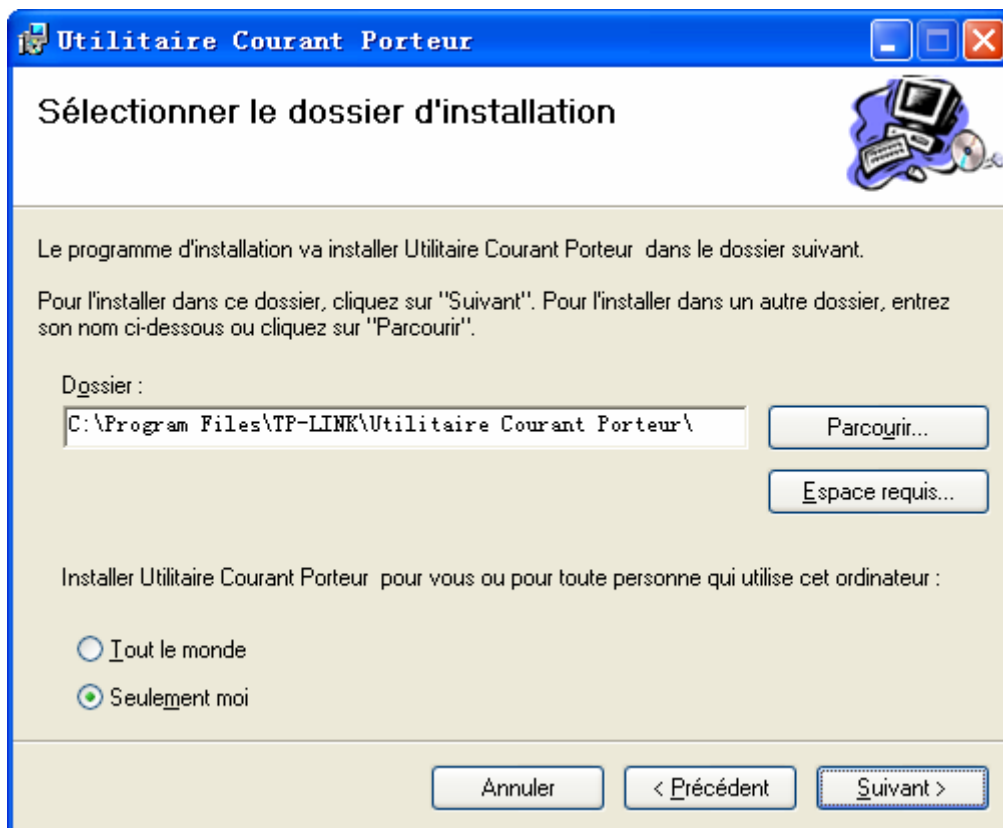 Utilitaire Courant Porteur
Sélectionner le dossier d'installation
Le programme d'installation va installer Utilitaire Courant Porteur  dans le dossier suivant.
Pour l'installer dans ce dossier, cliquez sur "Suivant". Pour l'installer dans un autre dossier, entrez
son nom ci-dessous ou cliquez sur "Parcourir".
Dossier :
C:\Program Files\TP-LINK\Utilitaire Courant Porteur\
Parcourir...
Espace requis...
Installer Utilitaire Courant Porteur  pour vous ou pour toute personne qui utilise cet ordinateur :
Tout le monde
Seulement moi
Annuler
< Précédent
Suivant >